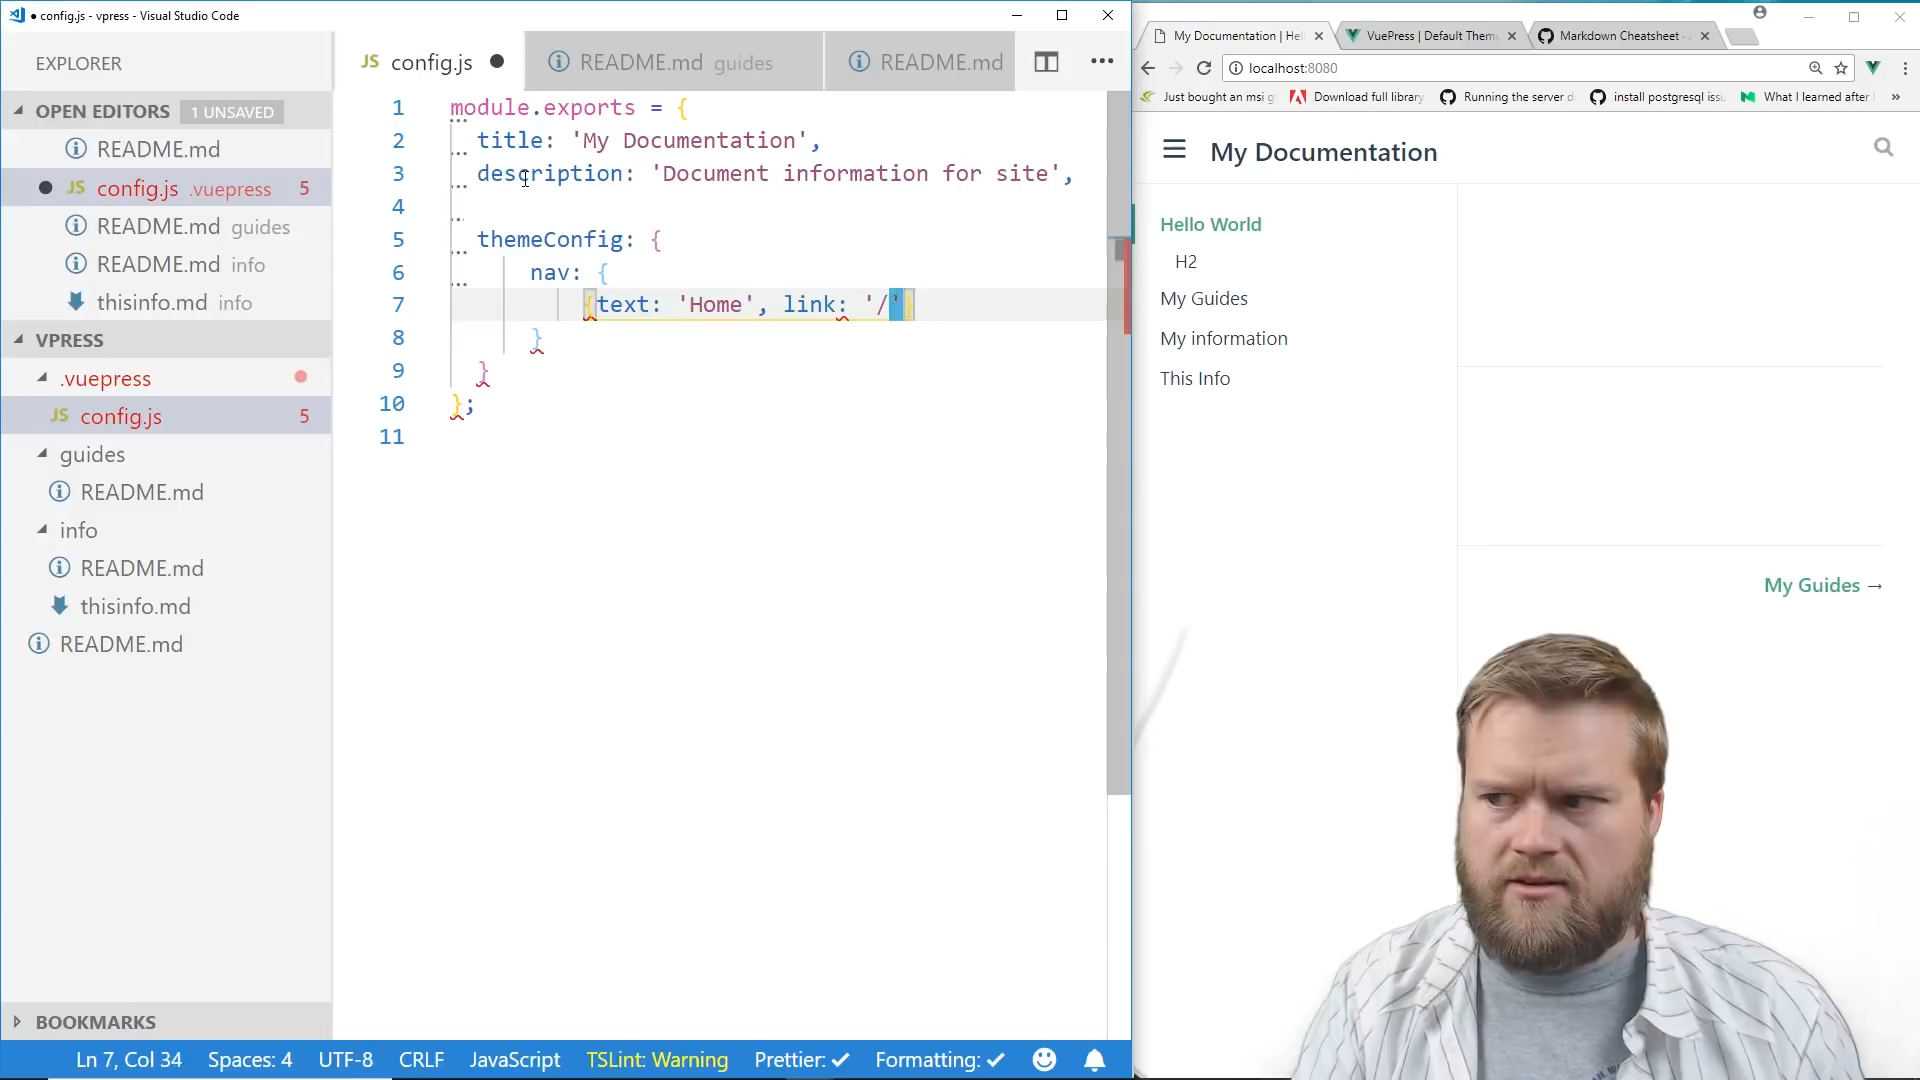 config.js - vpress - Visual Studio Code
EXPLORER
OPEN EDITORS 1 UNSAVED
README.md
JS config.js .vuepress 5
README.md guides
README.md info
thisinfo.md info
VPRESS
.vuepress
JS config.js 5
guides
README.md
info
README.md
thisinfo.md
README.md
BOOKMARKS
JS config.js
README.md guides
README.md
1 module.exports = {
2 title: 'My Documentation',
3 description: 'Document information for site',
4
5 themeConfig: {
6 nav: {
7 {text: 'Home', link: '/'}
8 }
9 }
10 };
11
Ln 7, Col 34 Spaces: 4 UTF-8 CRLF JavaScript TSLint: Warning Prettier: ✓ Formatting: ✓
My Documentation | Hel
VuePress | Default Them
Markdown Cheatsheet
localhost:8080
Just bought an msi g
Download full library
Running the server d
install postgresql issu
What I learned after
»
My Documentation
Hello World
H2
My Guides
My information
This Info
My Guides →